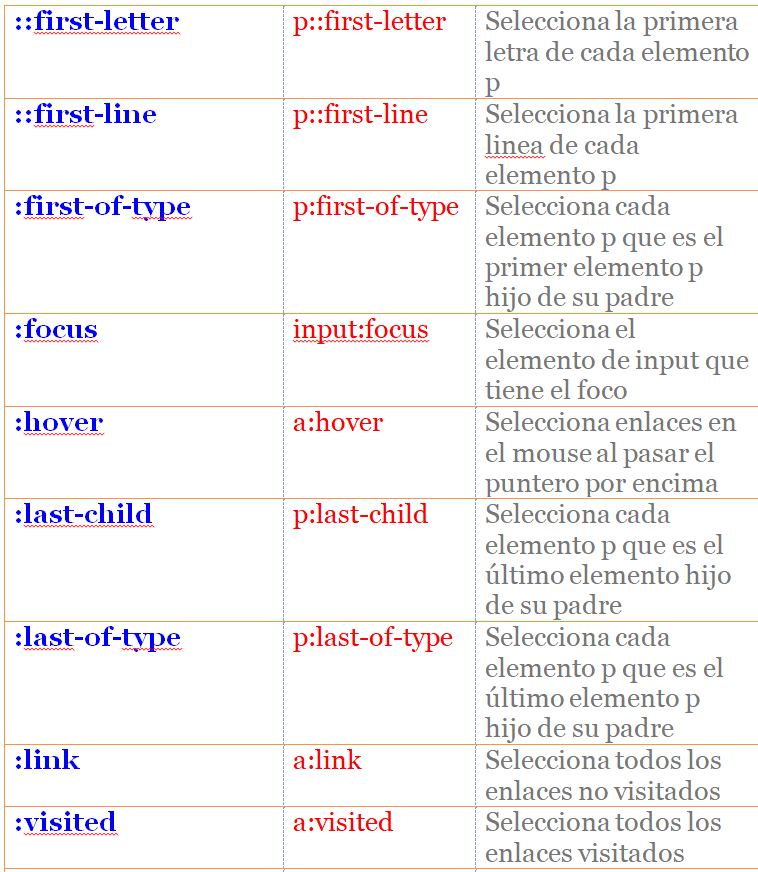 ::first-letter p::first-letter Selecciona la primera
letra de cada elemento
p
::first-line p::first-line Selecciona la primera
linea de cada
elemento p
:first-of-type p:first-of-type Selecciona cada
elemento p que es el
primer elemento p
hijo de su padre
:focus input:focus Selecciona el
elemento de input que
tiene el foco
:hover a:hover Selecciona enlaces en
el mouse al pasar el
puntero por encima
:last-child p:last-child Selecciona cada
elemento p que es el
último elemento hijo
de su padre
:last-of-type p:last-of-type Selecciona cada
elemento p que es el
último elemento p
hijo de su padre
:link a:link Selecciona todos los
enlaces no visitados
:visited a:visited Selecciona todos los
enlaces visitados